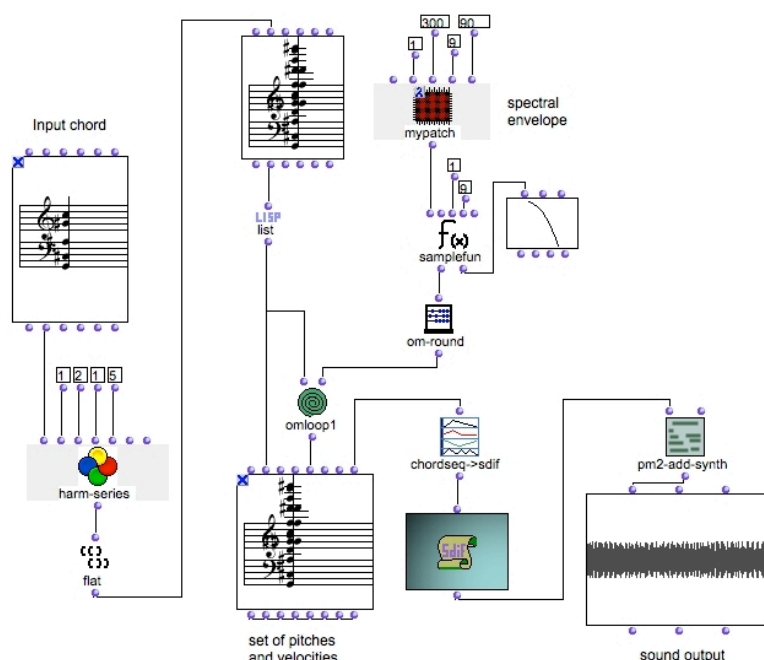 300 90
1 9
spectral
envelope
mypatch
Input chord
LISP
list
1
9
f(x)
samplefun
om-round
1 2 1 5
omloop1
harm-series
chordseq->sdif
pm2-add-synth
Sdif
flat
set of pitches
and velocities
sound output